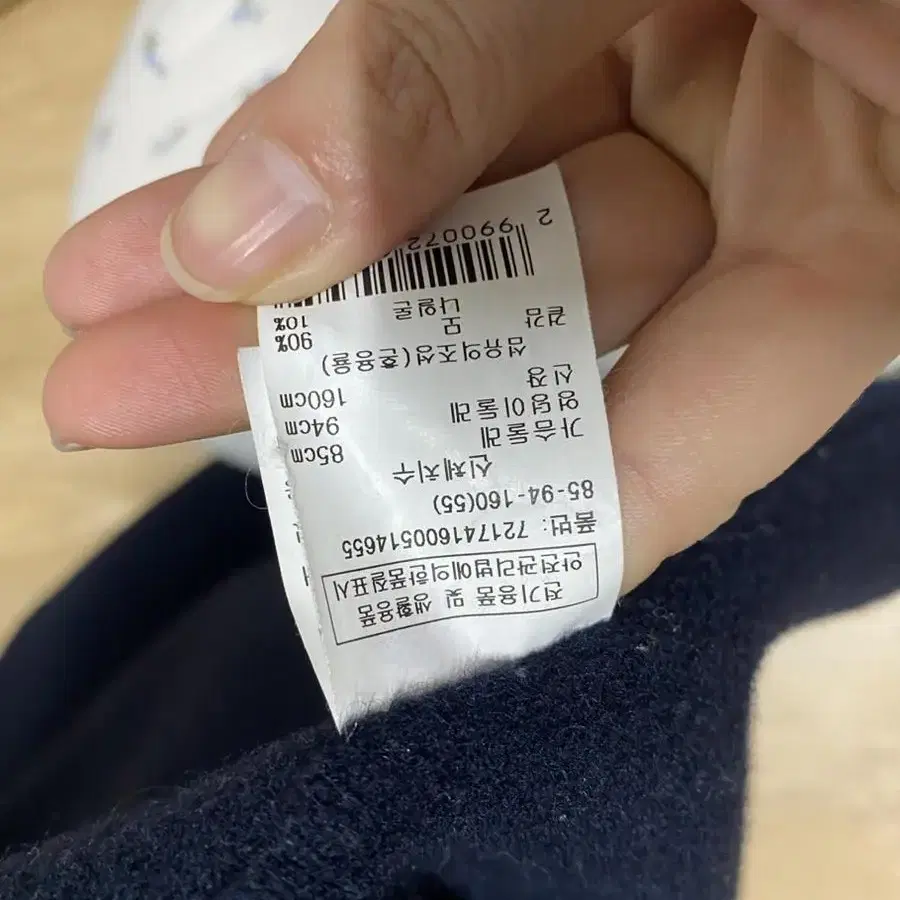 전기용품 및 생활용품
안전관리법에의한품질표시
품번: 7217741600514655
85-94-160(55)
신체치수
가슴둘레 85cm
엉덩이둘레 94cm
신장 160cm
섬유의조성(혼용율)
겉감 모 90%
나일론 10%
2 990072